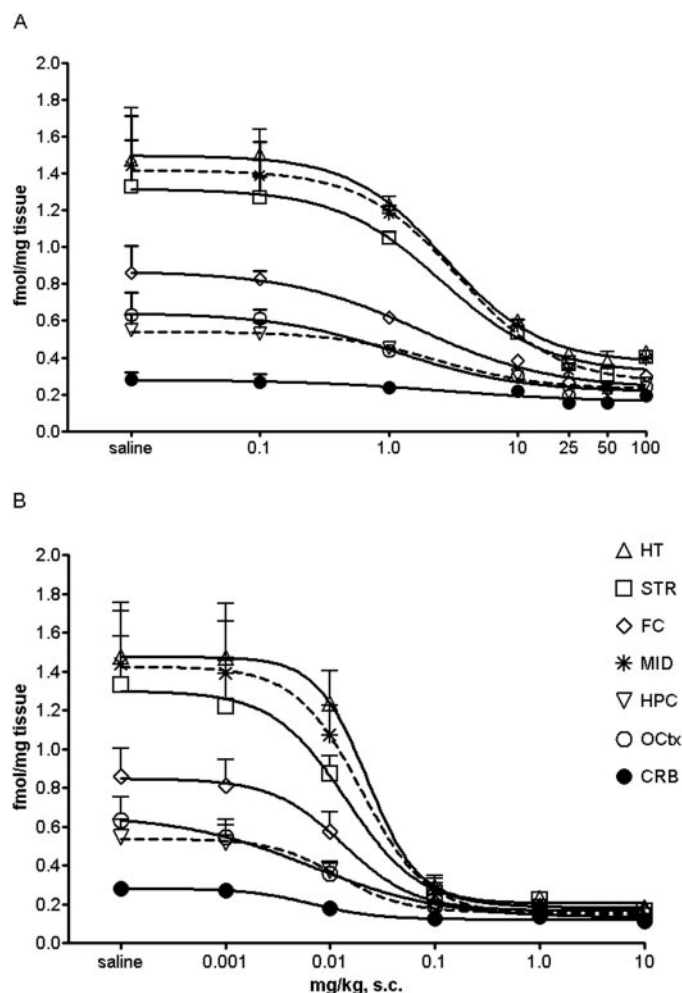 A
2.0
1.8
1.6
1.4
1.2
1.0
0.8
0.6
0.4
0.2
0.0
fmol/mg tissue
saline 0.1 1.0 10 25 50 100
B
2.0
1.8
1.6
1.4
1.2
1.0
0.8
0.6
0.4
0.2
0.0
fmol/mg tissue
HT
STR
FC
MID
HPC
OCtx
CRB
saline 0.001 0.01 0.1 1.0 10
mg/kg, s.c.